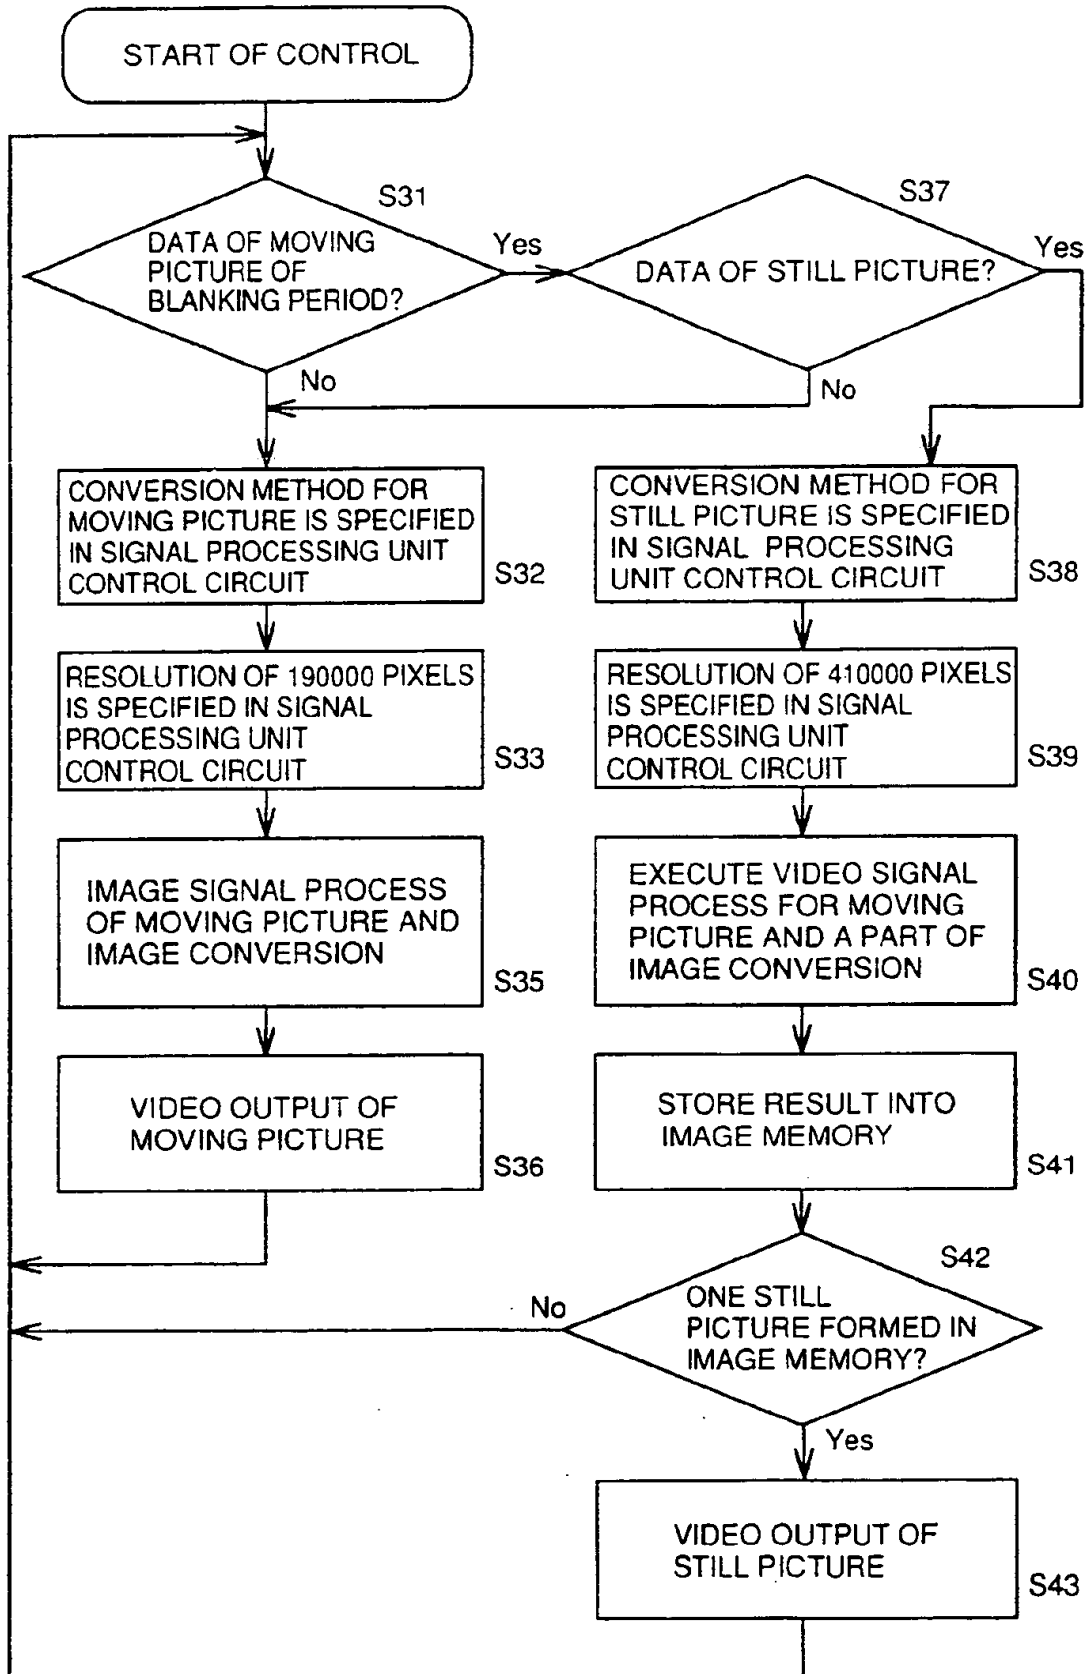 START OF CONTROL
S31
DATA OF MOVING
PICTURE OF
BLANKING PERIOD?
Yes
No
S37
DATA OF STILL PICTURE?
Yes
No
CONVERSION METHOD FOR
MOVING PICTURE IS SPECIFIED
IN SIGNAL PROCESSING UNIT
CONTROL CIRCUIT
S32
CONVERSION METHOD FOR
STILL PICTURE IS SPECIFIED
IN SIGNAL PROCESSING
UNIT CONTROL CIRCUIT
S38
RESOLUTION OF 190000 PIXELS
IS SPECIFIED IN SIGNAL
PROCESSING UNIT
CONTROL CIRCUIT
S33
RESOLUTION OF 410000 PIXELS
IS SPECIFIED IN SIGNAL
PROCESSING UNIT
CONTROL CIRCUIT
S39
IMAGE SIGNAL PROCESS
OF MOVING PICTURE AND
IMAGE CONVERSION
S35
EXECUTE VIDEO SIGNAL
PROCESS FOR MOVING
PICTURE AND A PART OF
IMAGE CONVERSION
S40
VIDEO OUTPUT OF
MOVING PICTURE
S36
STORE RESULT INTO
IMAGE MEMORY
S41
S42
ONE STILL
PICTURE FORMED IN
IMAGE MEMORY?
No
Yes
VIDEO OUTPUT OF
STILL PICTURE
S43